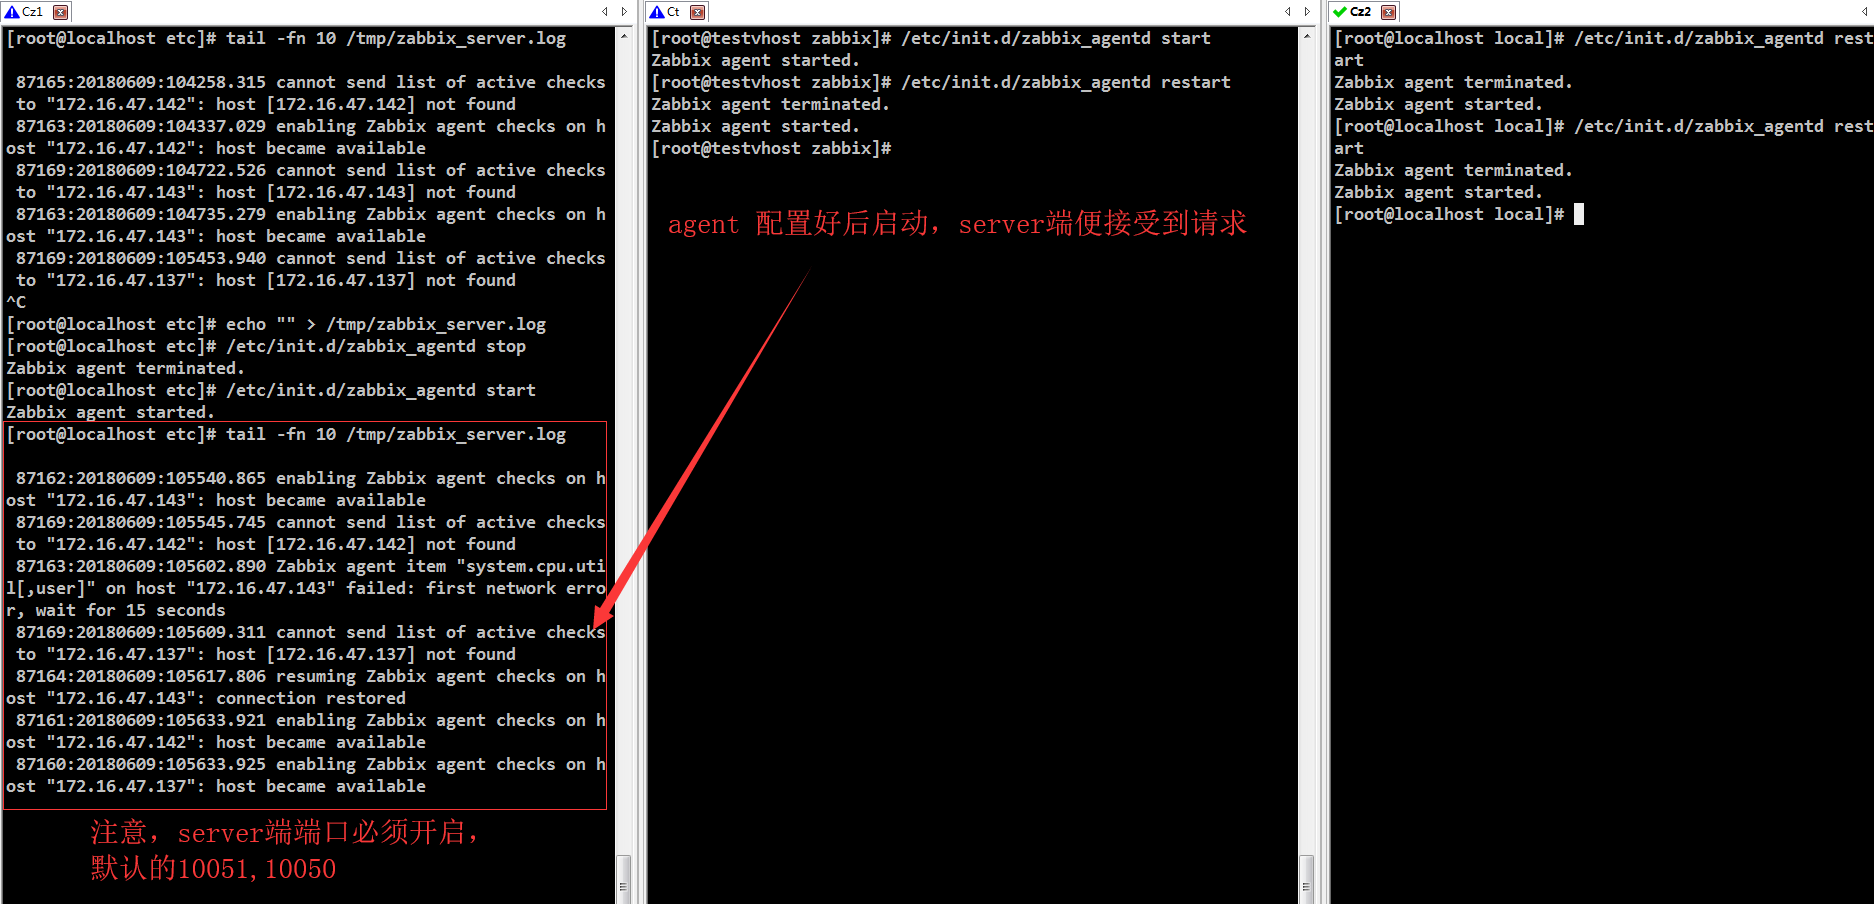 Cz1
[root@localhost etc]# tail -fn 10 /tmp/zabbix_server.log
87165:20180609:104258.315 cannot send list of active checks
to "172.16.47.142": host [172.16.47.142] not found
87163:20180609:104337.029 enabling Zabbix agent checks on h
ost "172.16.47.142": host became available
87169:20180609:104722.526 cannot send list of active checks
to "172.16.47.143": host [172.16.47.143] not found
87163:20180609:104735.279 enabling Zabbix agent checks on h
ost "172.16.47.143": host became available
87169:20180609:105453.940 cannot send list of active checks
to "172.16.47.137": host [172.16.47.137] not found
^C
[root@localhost etc]# echo "" > /tmp/zabbix_server.log
[root@localhost etc]# /etc/init.d/zabbix_agentd stop
Zabbix agent terminated.
[root@localhost etc]# /etc/init.d/zabbix_agentd start
Zabbix agent started.
[root@localhost etc]# tail -fn 10 /tmp/zabbix_server.log
87162:20180609:105540.865 enabling Zabbix agent checks on h
ost "172.16.47.143": host became available
87169:20180609:105545.745 cannot send list of active checks
to "172.16.47.142": host [172.16.47.142] not found
87163:20180609:105602.890 Zabbix agent item "system.cpu.uti
l[,user]" on host "172.16.47.143" failed: first network erro
r, wait for 15 seconds
87169:20180609:105609.311 cannot send list of active checks
to "172.16.47.137": host [172.16.47.137] not found
87164:20180609:105617.806 resuming Zabbix agent checks on h
ost "172.16.47.143": connection restored
87161:20180609:105633.921 enabling Zabbix agent checks on h
ost "172.16.47.142": host became available
87160:20180609:105633.925 enabling Zabbix agent checks on h
ost "172.16.47.137": host became available
注意，server端端口必须开启，
默认的10051,10050
Ct
[root@testvhost zabbix]# /etc/init.d/zabbix_agentd start
Zabbix agent started.
[root@testvhost zabbix]# /etc/init.d/zabbix_agentd restart
Zabbix agent terminated.
Zabbix agent started.
[root@testvhost zabbix]#
agent 配置好后启动，server端便接受到请求
Cz2
[root@localhost local]# /etc/init.d/zabbix_agentd rest
art
Zabbix agent terminated.
Zabbix agent started.
[root@localhost local]# /etc/init.d/zabbix_agentd rest
art
Zabbix agent terminated.
Zabbix agent started.
[root@localhost local]#